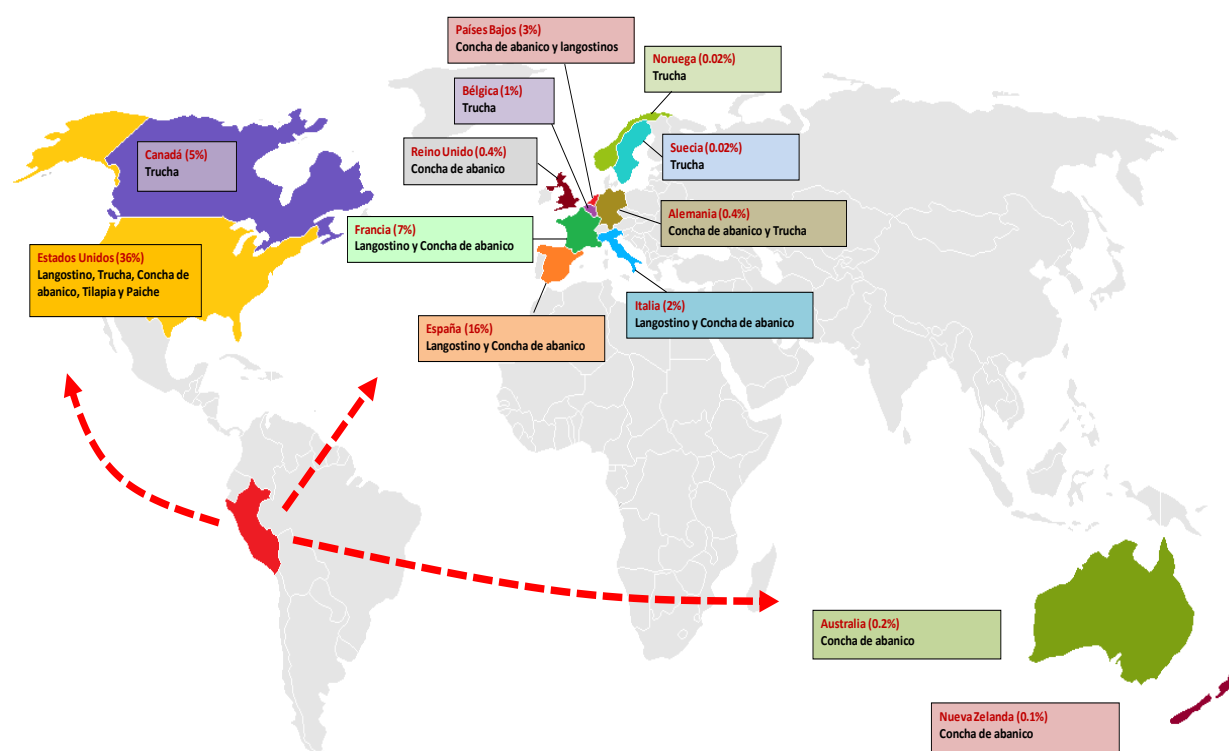 Países Bajos (3%)
Concha de abanico y langostinos
Noruega (0.02%)
Trucha
Bélgica (1%)
Trucha
Canadá (5%)
Trucha
Reino Unido (0.4%)
Concha de abanico
Suecia (0.02%)
Trucha
Francia (7%)
Langostino y Concha de abanico
Alemania (0.4%)
Concha de abanico y Trucha
Estados Unidos (36%)
Langostino, Trucha, Concha de
abanico, Tilapia y Paiche
España (16%)
Langostino y Concha de abanico
Italia (2%)
Langostino y Concha de abanico
Australia (0.2%)
Concha de abanico
Nueva Zelanda (0.1%)
Concha de abanico